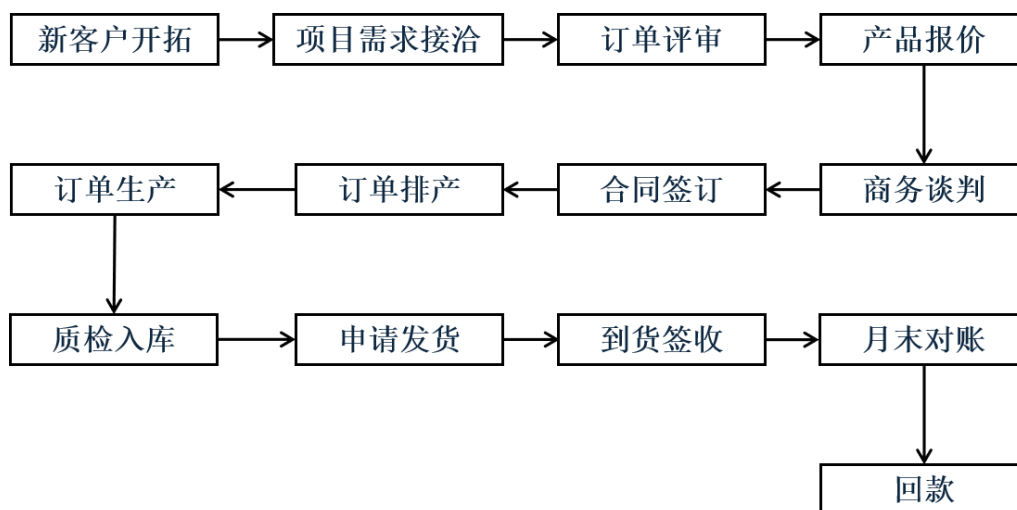 新客户开拓
项目需求接洽
订单评审
产品报价
商务谈判
合同签订
订单排产
订单生产
质检入库
申请发货
到货签收
月末对账
回款